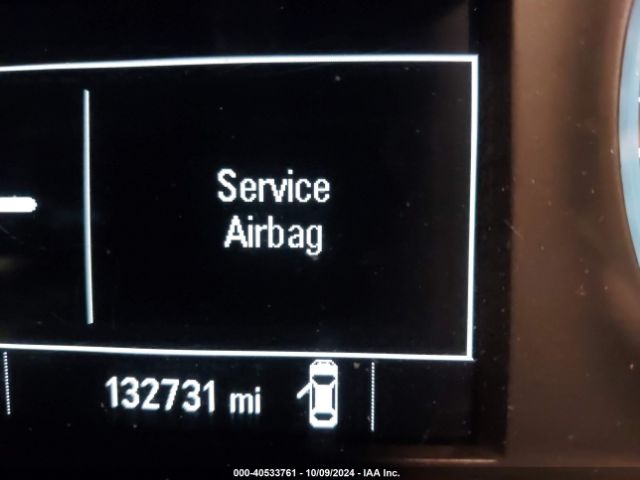 Service
Airbag
132731 mi
000-40533761 - 10/09/2024 - IAA Inc.